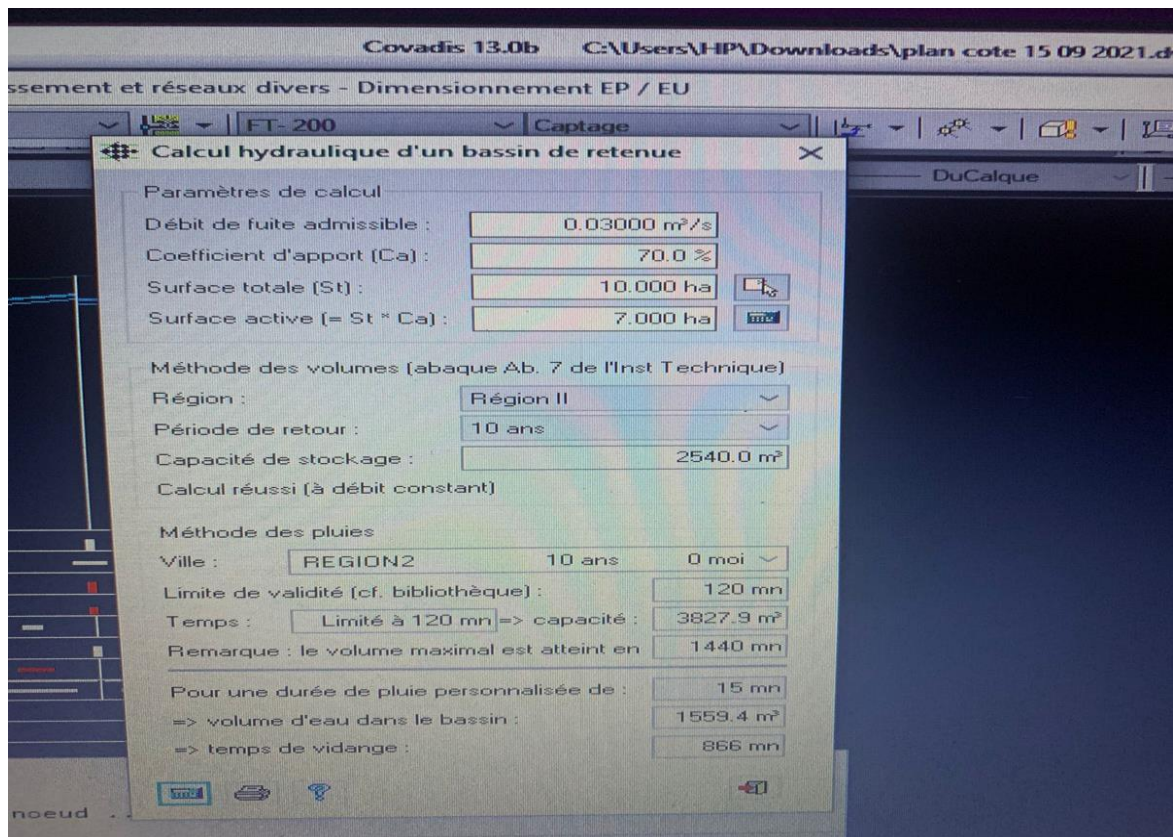 Covadis 13.0b C:\Users\HP\Downloads\plan cote 15 09 2021.d
ssement et réseaux divers - Dimensionnement EP / EU
FT- 200 Captage
Calcul hydraulique d'un bassin de retenue
DuCalque
Paramètres de calcul
Débit de fuite admissible : 0.03000 m³/s
Coefficient d'apport (Ca) : 70.0 %
Surface totale (St) : 10.000 ha
Surface active (= St * Ca) : 7.000 ha
Méthode des volumes (abaque Ab. 7 de l'Inst Technique)
Région : Région II
Période de retour : 10 ans
Capacité de stockage : 2540.0 m³
Calcul réussi (à débit constant)
Méthode des pluies
Ville : REGION2 10 ans 0 moi
Limite de validité (cf. bibliothèque) : 120 mn
Temps : Limité à 120 mn => capacité : 3827.9 m³
Remarque : le volume maximal est atteint en 1440 mn
Pour une durée de pluie personnalisée de : 15 mn
=> volume d'eau dans le bassin : 1559.4 m³
=> temps de vidange : 866 mn
noeud ..